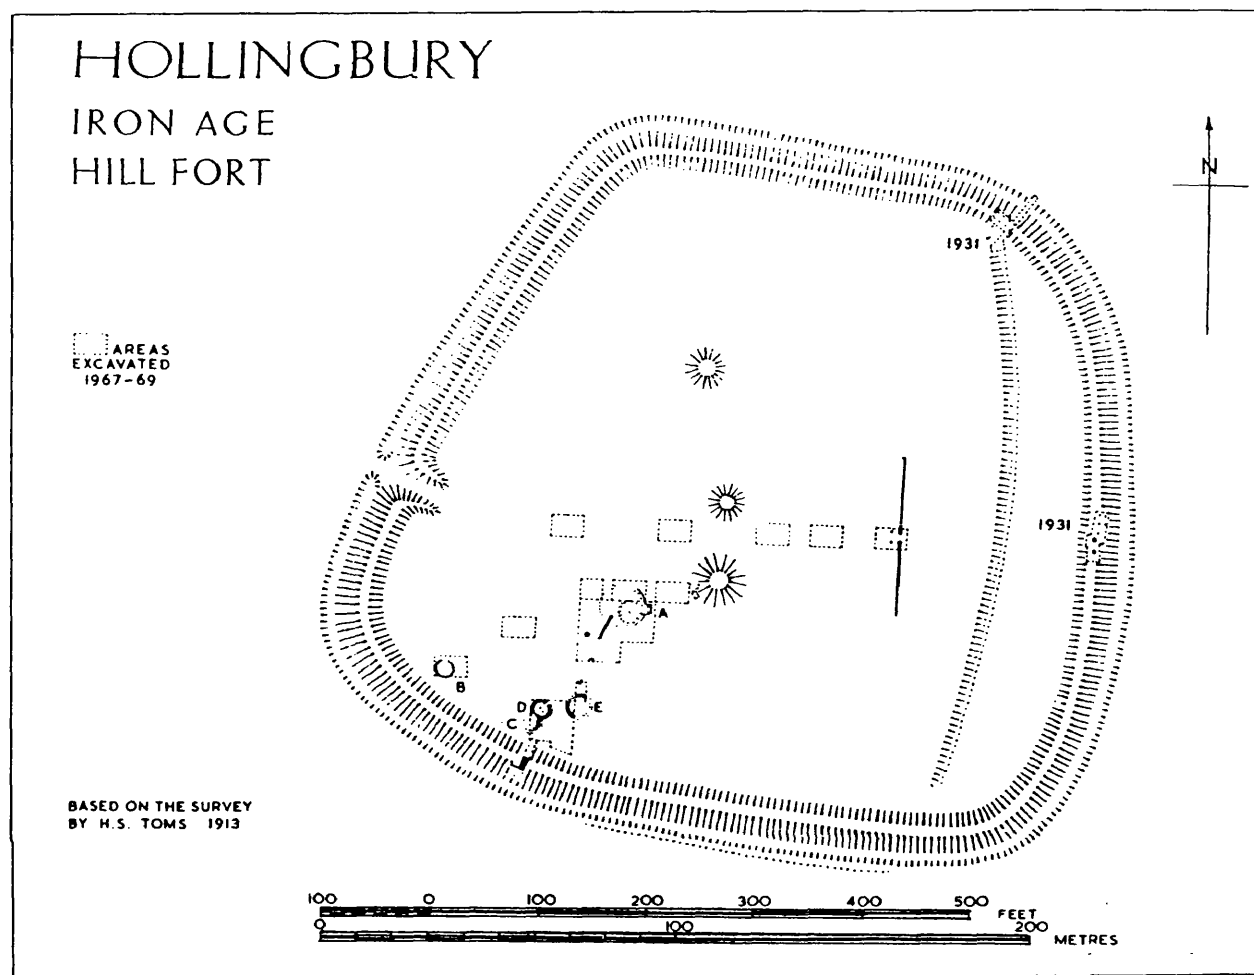 HOLLINGBURY
IRON AGE
HILL FORT
N
1931
AREAS
EXCAVATED
1967-69
1931
A
B
D
E
C
BASED ON THE SURVEY
BY H.S. TOMS 1913
100 0 100 200 300 400 500 FEET
0 100 200 METRES